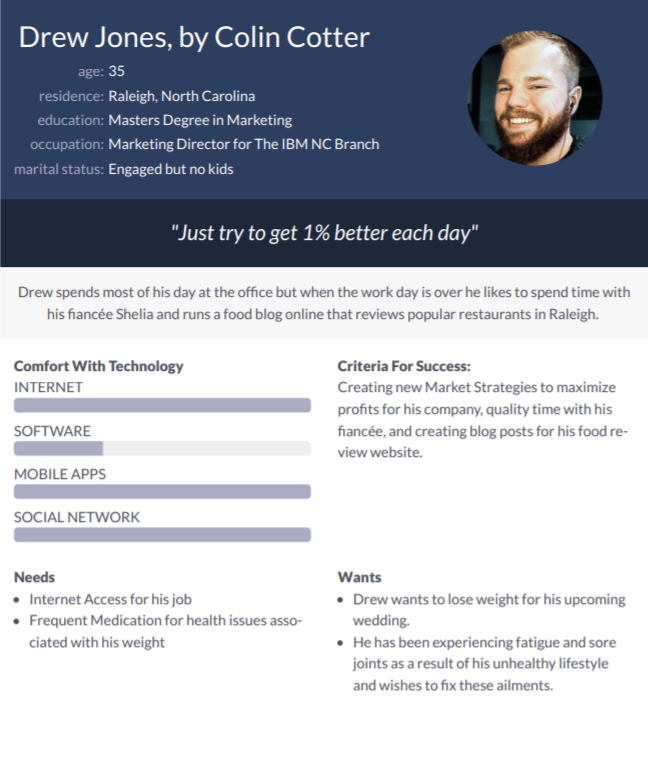 Drew Jones, by Colin Cotter
age: 35
residence: Raleigh, North Carolina
education: Masters Degree in Marketing
occupation: Marketing Director for The IBM NC Branch
marital status: Engaged but no kids
"Just try to get 1% better each day"
Drew spends most of his day at the office but when the work day is over he likes to spend time with
his fiancée Shelia and runs a food blog online that reviews popular restaurants in Raleigh.
Comfort With Technology
INTERNET
SOFTWARE
MOBILE APPS
SOCIAL NETWORK
Criteria For Success:
Creating new Market Strategies to maximize
profits for his company, quality time with his
fiancée, and creating blog posts for his food re-
view website.
Needs
• Internet Access for his job
• Frequent Medication for health issues asso-
ciated with his weight
Wants
• Drew wants to lose weight for his upcoming
wedding.
• He has been experiencing fatigue and sore
joints as a result of his unhealthy lifestyle
and wishes to fix these ailments.